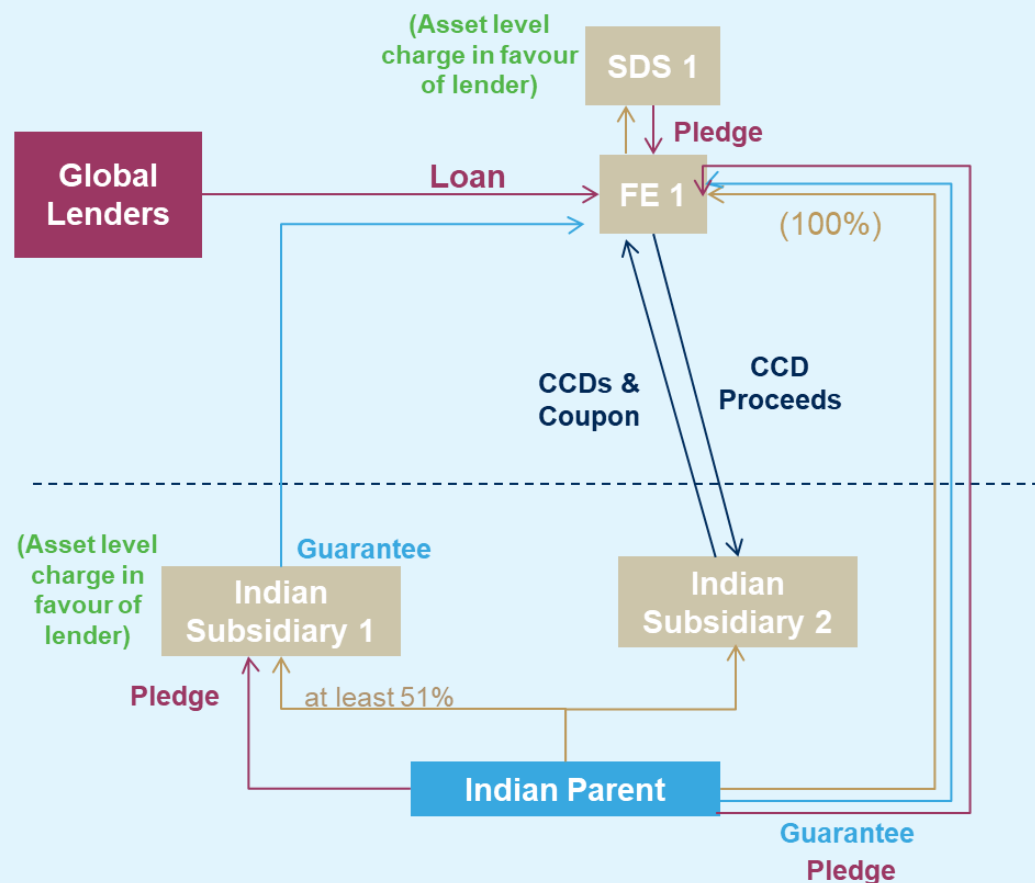 (Asset level
charge in favour
of lender)
SDS 1
Pledge
Global
Lenders
Loan
FE 1
(100%)
CCDs &
Coupon
CCD
Proceeds
(Asset level
charge in
favour of
lender)
Guarantee
Indian
Subsidiary 1
Indian
Subsidiary 2
Pledge
at least 51%
Indian Parent
Guarantee
Pledge